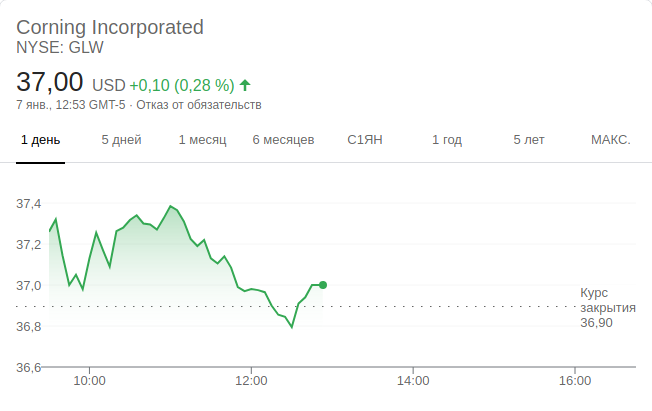 Corning Incorporated
NYSE: GLW
37,00 USD +0,10 (0,28 %)
7 янв., 12:53 GMT-5 · Отказ от обязательств
1 день 5 дней 1 месяц 6 месяцев С1ЯН 1 год 5 лет МАКС.
37,4
37,2
37,0
36,8
36,6
Курс
закрытия
36,90
10:00 12:00 14:00 16:00